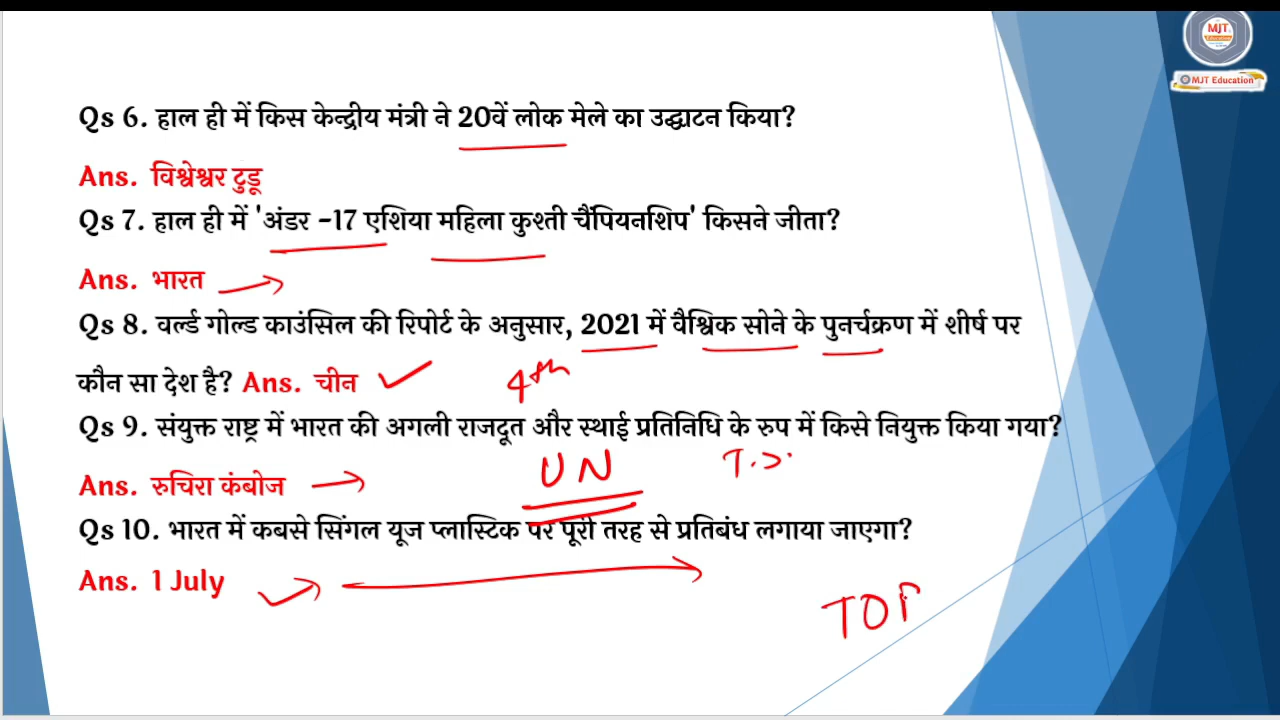 MJT
Education
MJT Education
Qs 6. हाल ही में किस केन्द्रीय मंत्री ने 20वें लोक मेले का उद्घाटन किया?
Ans. विश्वेश्वर टुडू
Qs 7. हाल ही में 'अंडर -17 एशिया महिला कुश्ती चैंपियनशिप' किसने जीता?
Ans. भारत
Qs 8. वर्ल्ड गोल्ड काउंसिल की रिपोर्ट के अनुसार, 2021 में वैश्विक सोने के पुनर्चक्रण में शीर्ष पर
कौन सा देश है? Ans. चीन
4th
Qs 9. संयुक्त राष्ट्र में भारत की अगली राजदूत और स्थाई प्रतिनिधि के रुप में किसे नियुक्त किया गया?
UN T.S.
Ans. रुचिरा कंबोज
Qs 10. भारत में कबसे सिंगल यूज प्लास्टिक पर पूरी तरह से प्रतिबंध लगाया जाएगा?
Ans. 1 July
TOP